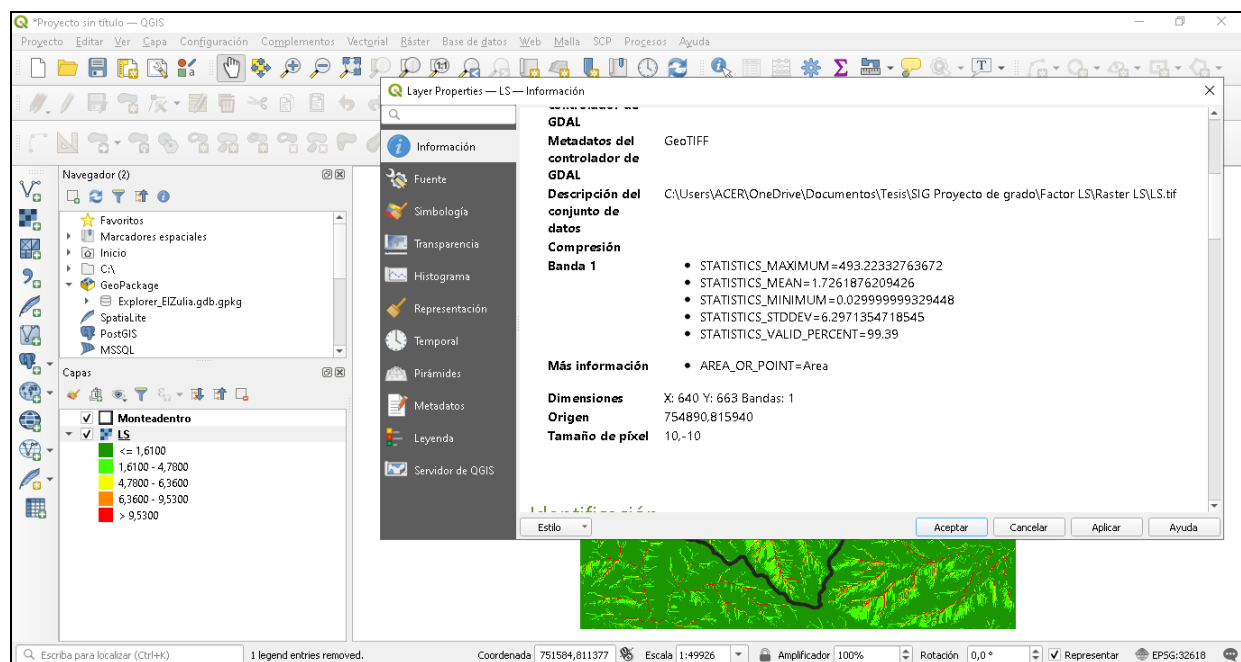 *Proyecto sin título — QGIS
Proyecto Editar Ver Capa Configuración Complementos Vectorial Ráster Base de datos Web Malla SCP Procesos Ayuda
Layer Properties — LS — Información
Información
Fuente
Simbología
Transparencia
Histograma
Representación
Temporal
Pirámides
Metadatos
Leyenda
Servidor de QGIS
controlador de
GDAL
Metadatos del controlador de GDAL
GeoTIFF
Descripción del conjunto de datos
C:\Users\ACER\OneDrive\Documentos\Tesis\SIG Proyecto de grado\Factor LS\Raster LS\LS.tif
Compresión
Banda 1
STATISTICS_MAXIMUM=493.22332763672
STATISTICS_MEAN=1.7261876209426
STATISTICS_MINIMUM=0.029999999329448
STATISTICS_STDDEV=6.2971354718545
STATISTICS_VALID_PERCENT=99.39
Más información
AREA_OR_POINT=Area
Dimensiones X: 640 Y: 663 Bandas: 1
Origen 754890,815940
Tamaño de píxel 10,-10
Identificación
Estilo Aceptar Cancelar Aplicar Ayuda
Navegador (2)
Favoritos
Marcadores espaciales
Inicio
C:\
GeoPackage
Explorer_ElZulia.gdb.gpkg
SpatiaLite
PostGIS
MSSQL
Capas
Monteadentro
LS
<= 1,6100
1,6100 - 4,7800
4,7800 - 6,3600
6,3600 - 9,5300
> 9,5300
Escriba para localizar (Ctrl+K) 1 legend entries removed. Coordenada 751584,811377 Escala 1:49926 Amplificador 100% Rotación 0,0 ° Representar EPSG:32618